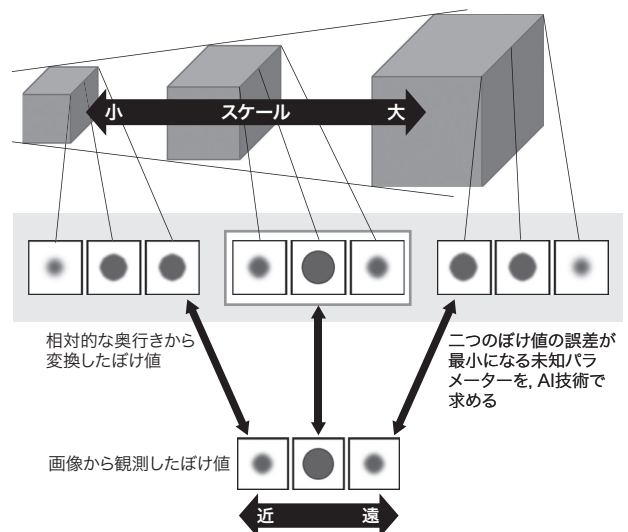 小 スケール 大
相対的な奥行きから
変換したぼけ値
二つのぼけ値の誤差が
最小になる未知パラ
メーターを, AI技術で
求める
画像から観測したぼけ値
近 遠